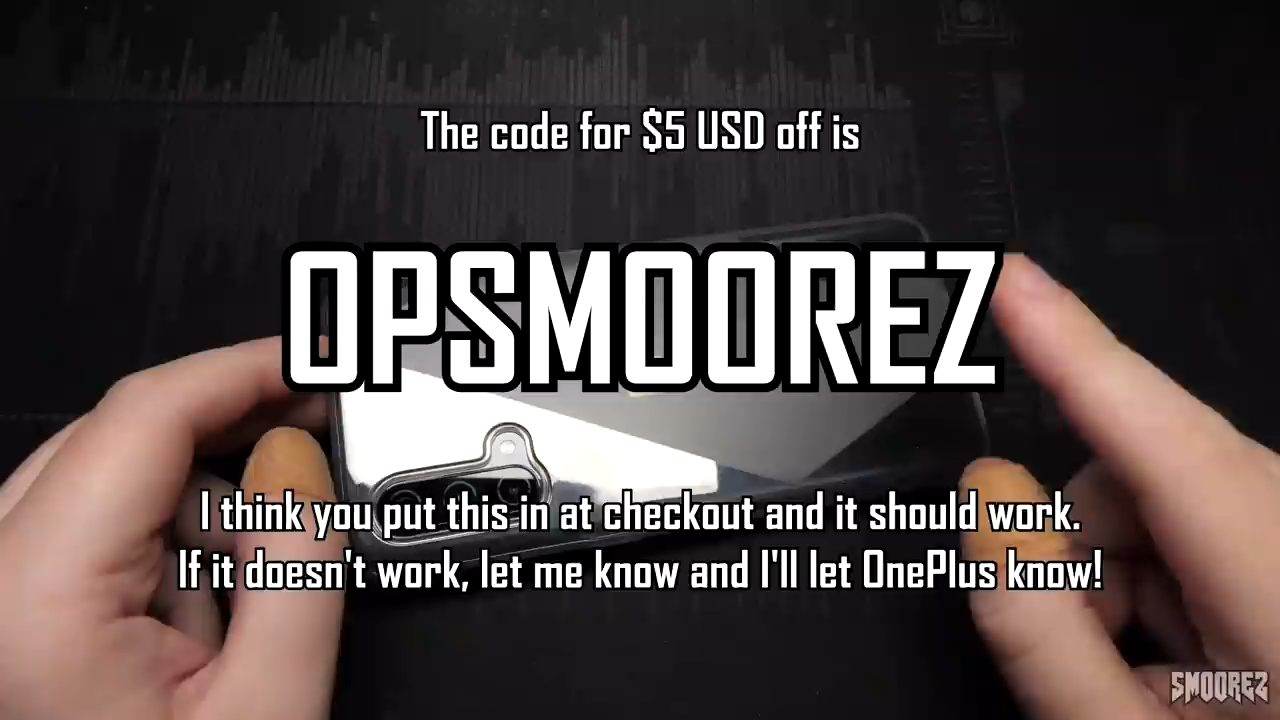 The code for $5 USD off is
OPSMOOREZ
I think you put this in at checkout and it should work.
If it doesn't work, let me know and I'll let OnePlus know!
SMOOREZ